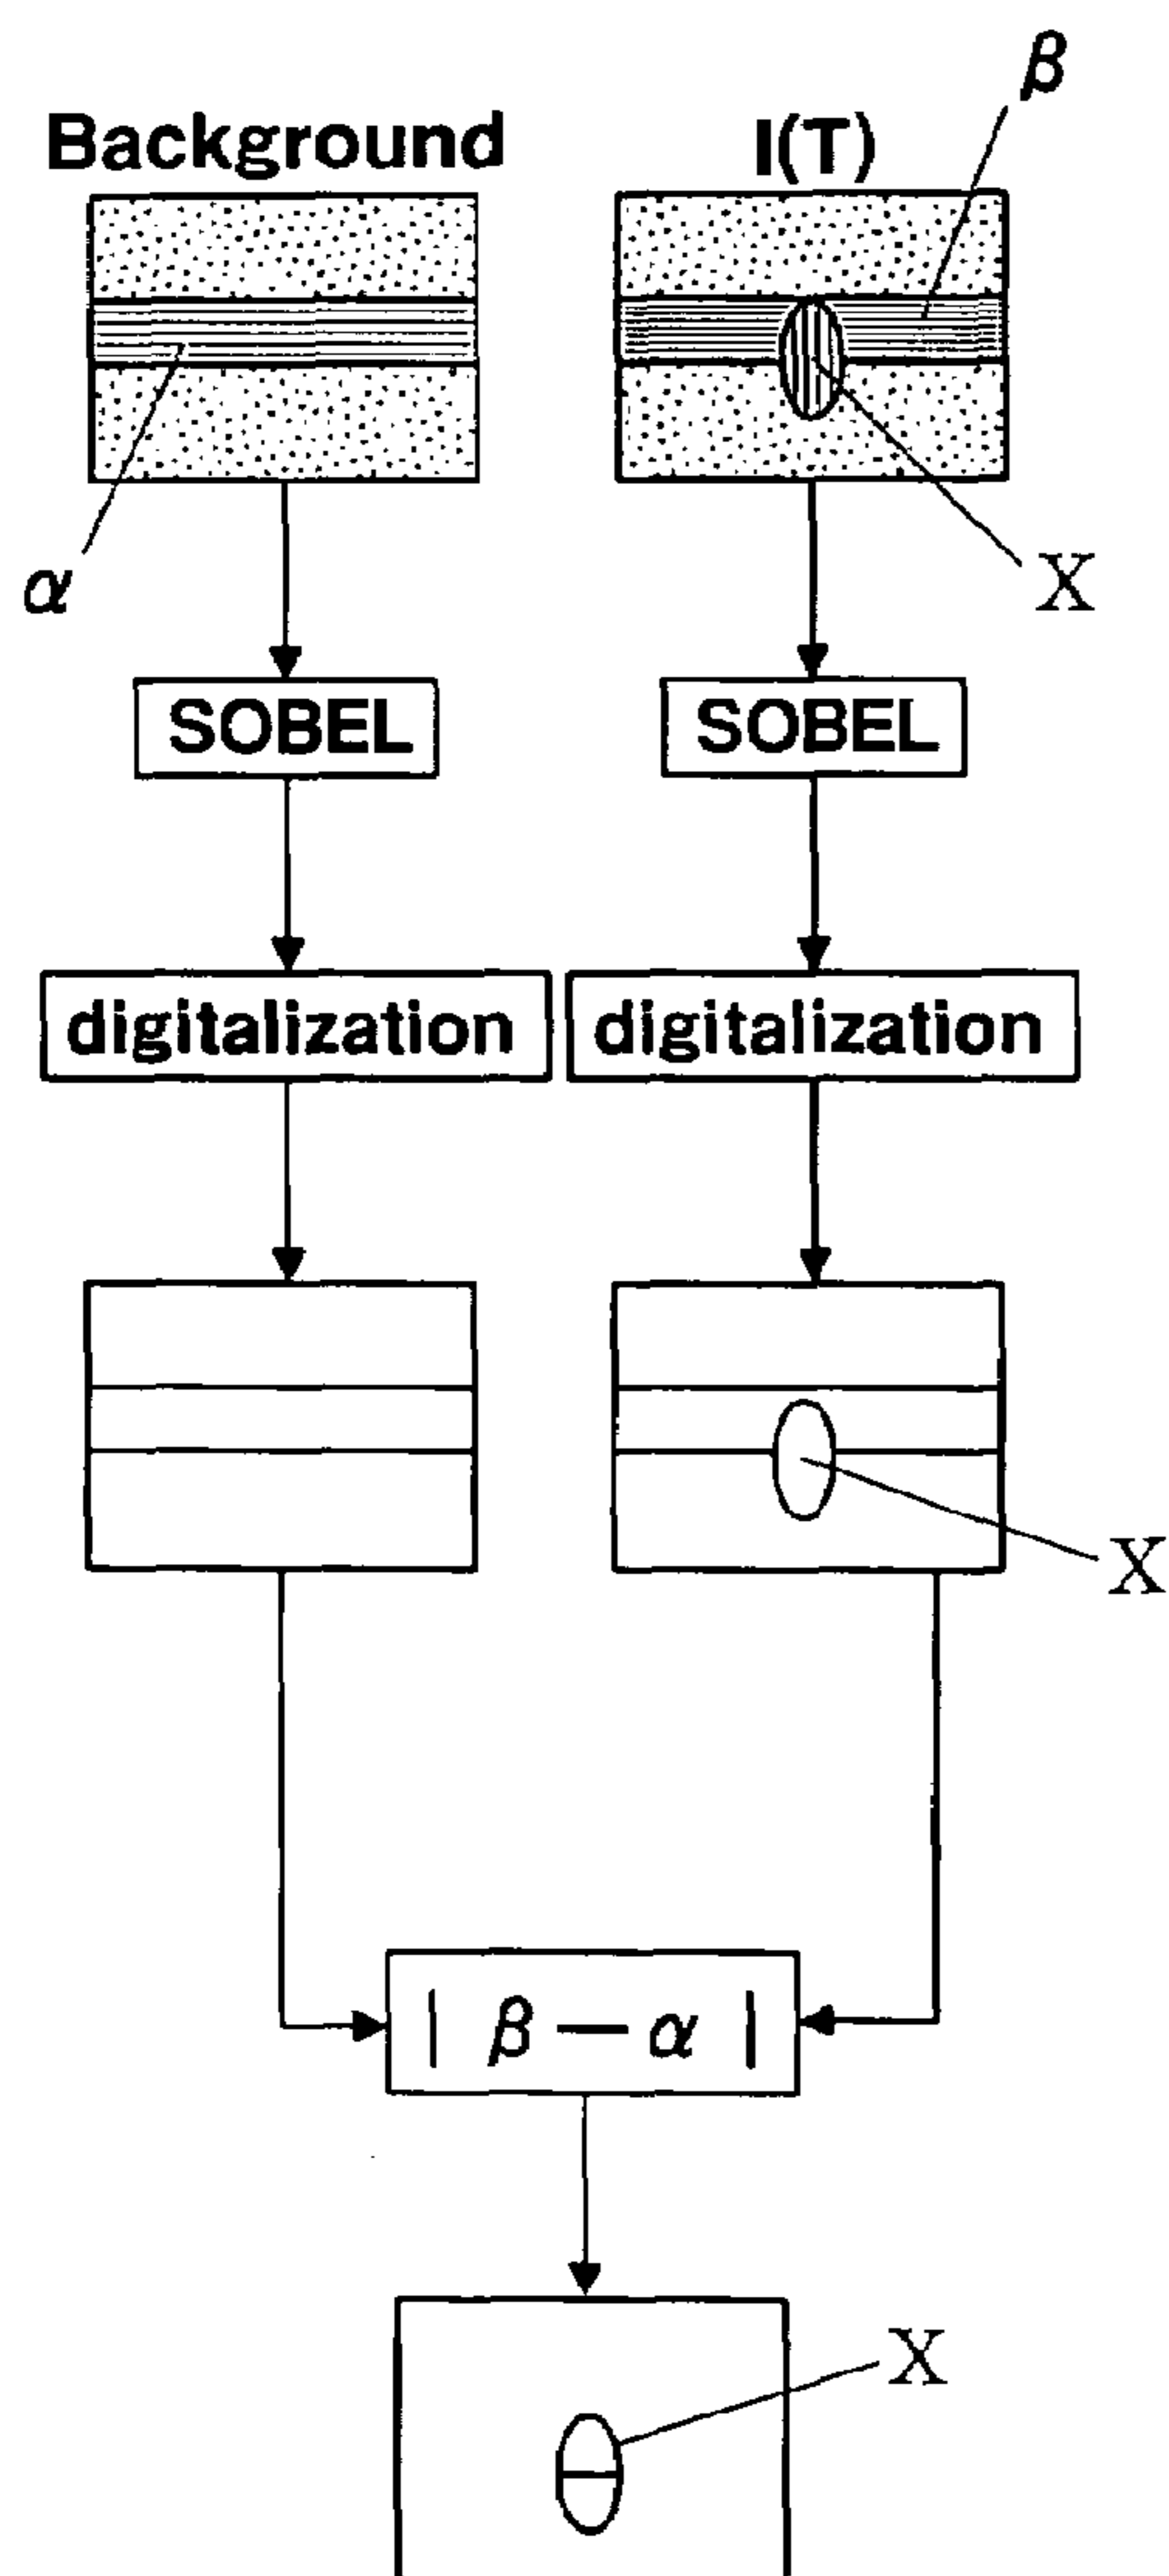 β
Background
I(T)
α
X
SOBEL
SOBEL
digitalization
digitalization
X
| β − α |
X